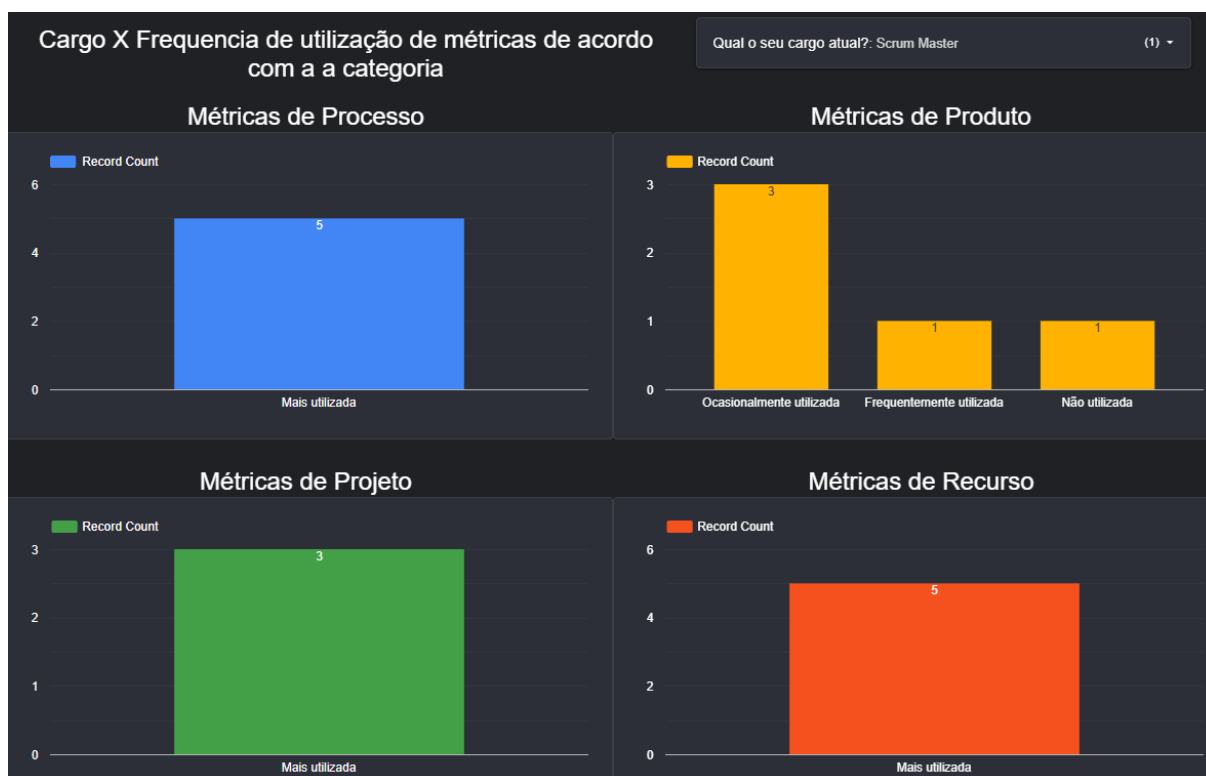 Cargo X Frequencia de utilização de métricas de acordo
com a a categoria
Qual o seu cargo atual?: Scrum Master
(1)
Métricas de Processo
Record Count
6
4
2
0
5
Mais utilizada
Métricas de Produto
Record Count
3
2
1
0
3
1
1
Ocasionalmente utilizada
Frequentemente utilizada
Não utilizada
Métricas de Projeto
Record Count
3
2
1
0
3
Mais utilizada
Métricas de Recurso
Record Count
6
4
2
0
5
Mais utilizada